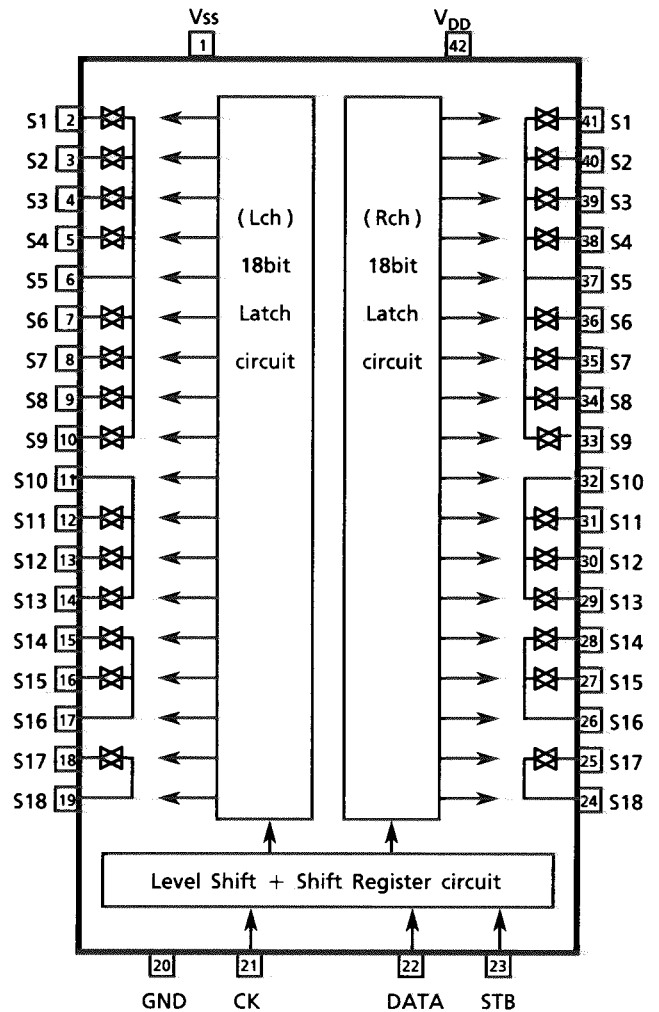 Vss VDD
1 42
S1 2 41 S1
S2 3 40 S2
S3 4 39 S3
S4 5 38 S4
S5 6 37 S5
S6 7 36 S6
S7 8 35 S7
S8 9 34 S8
S9 10 33 S9
S10 11 32 S10
S11 12 31 S11
S12 13 30 S12
S13 14 29 S13
S14 15 28 S14
S15 16 27 S15
S16 17 26 S16
S17 18 25 S17
S18 19 24 S18
(Lch)
18bit
Latch
circuit
(Rch)
18bit
Latch
circuit
Level Shift + Shift Register circuit
20 21 22 23
GND CK DATA STB